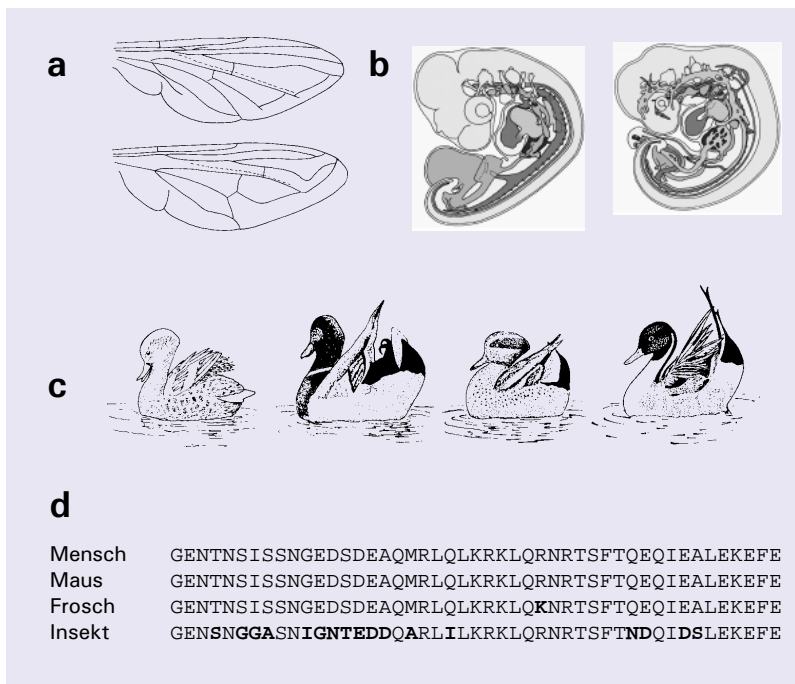 a
b
c
d
Mensch GENTNSISSNGEDSDEAQMRLQLKRKLQRNRTSFTQEQIEALEKEFE
Maus GENTNSISSNGEDSDEAQMRLQLKRKLQRNRTSFTQEQIEALEKEFE
Frosch GENTNSISSNGEDSDEAQMRLQLKRKLQKNRTSFTQEQIEALEKEFE
Insekt GENSNGGASNIGNTEDDQARLILKRKLQRNRTSFTNDQIDSLEKEFE